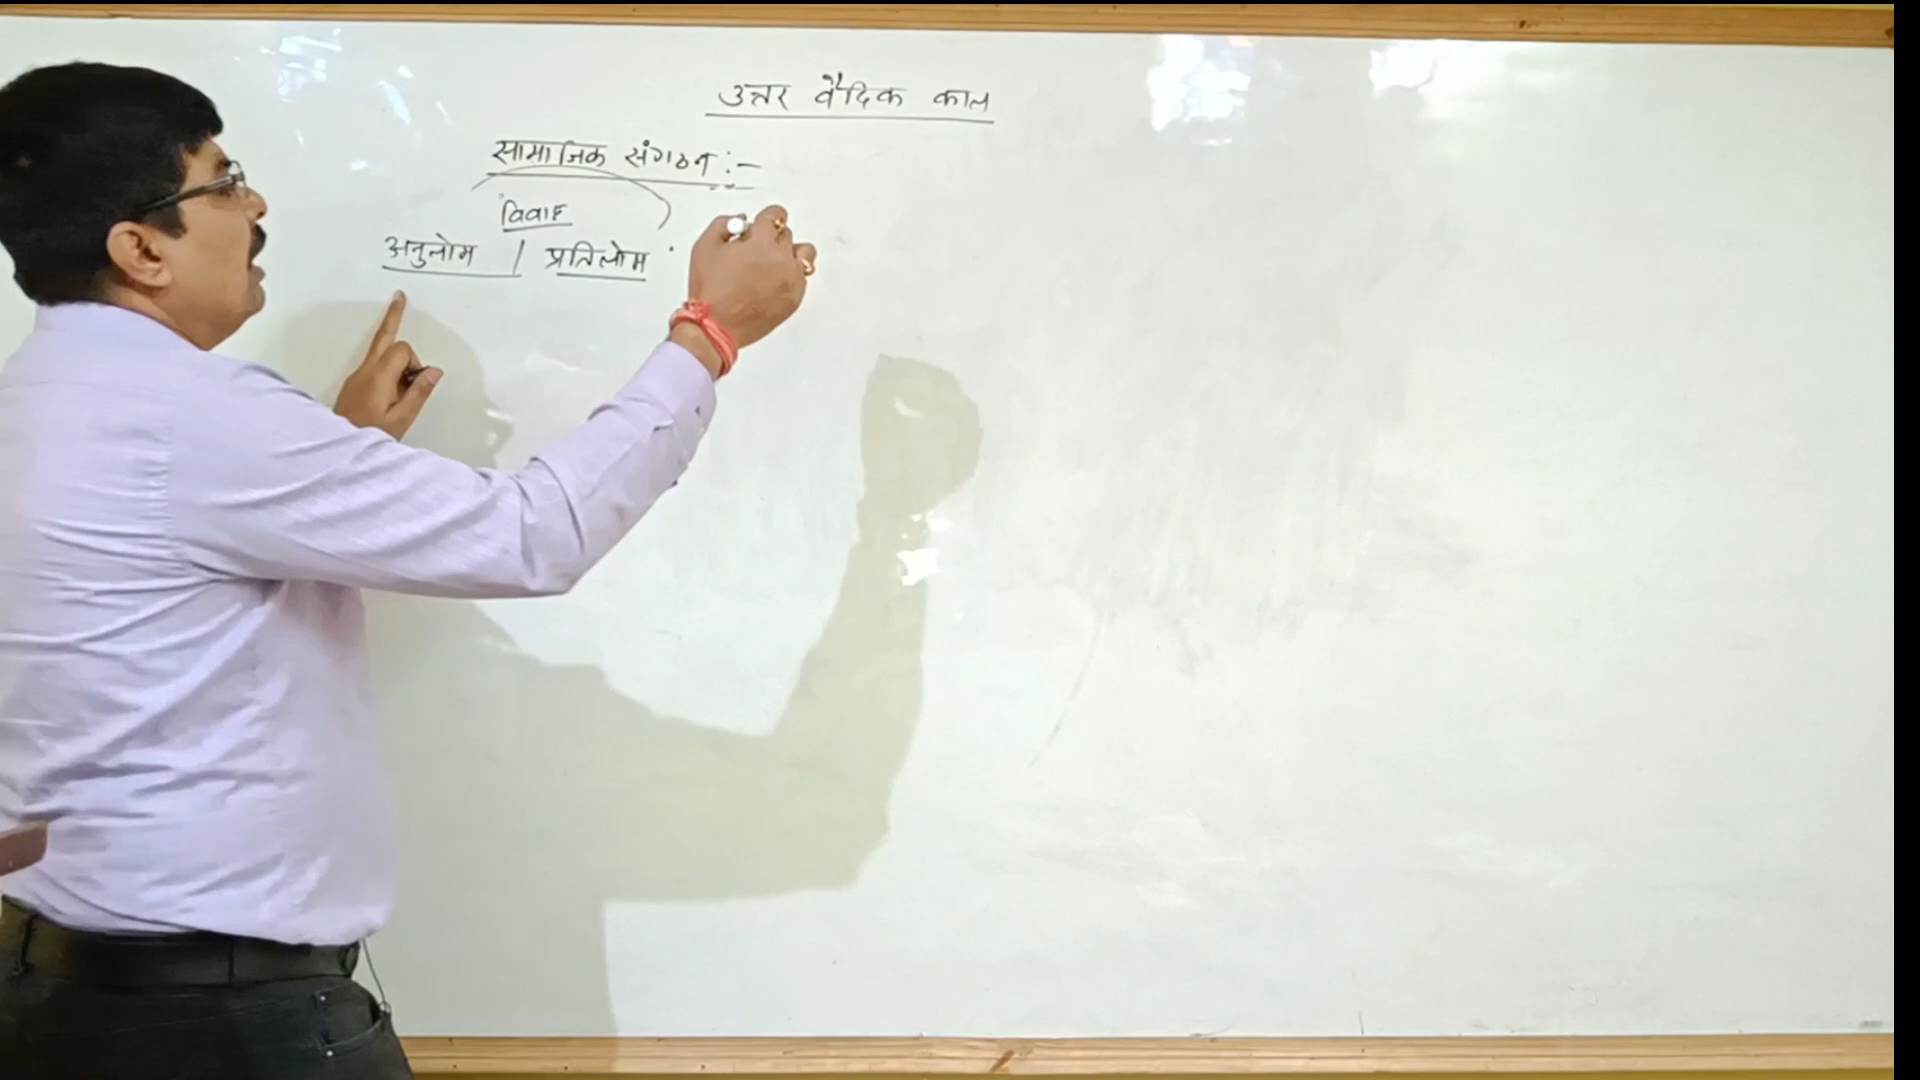 उत्तर वैदिक काल
सामाजिक संगठन :-
विवाह
अनुलोम / प्रतिलोम